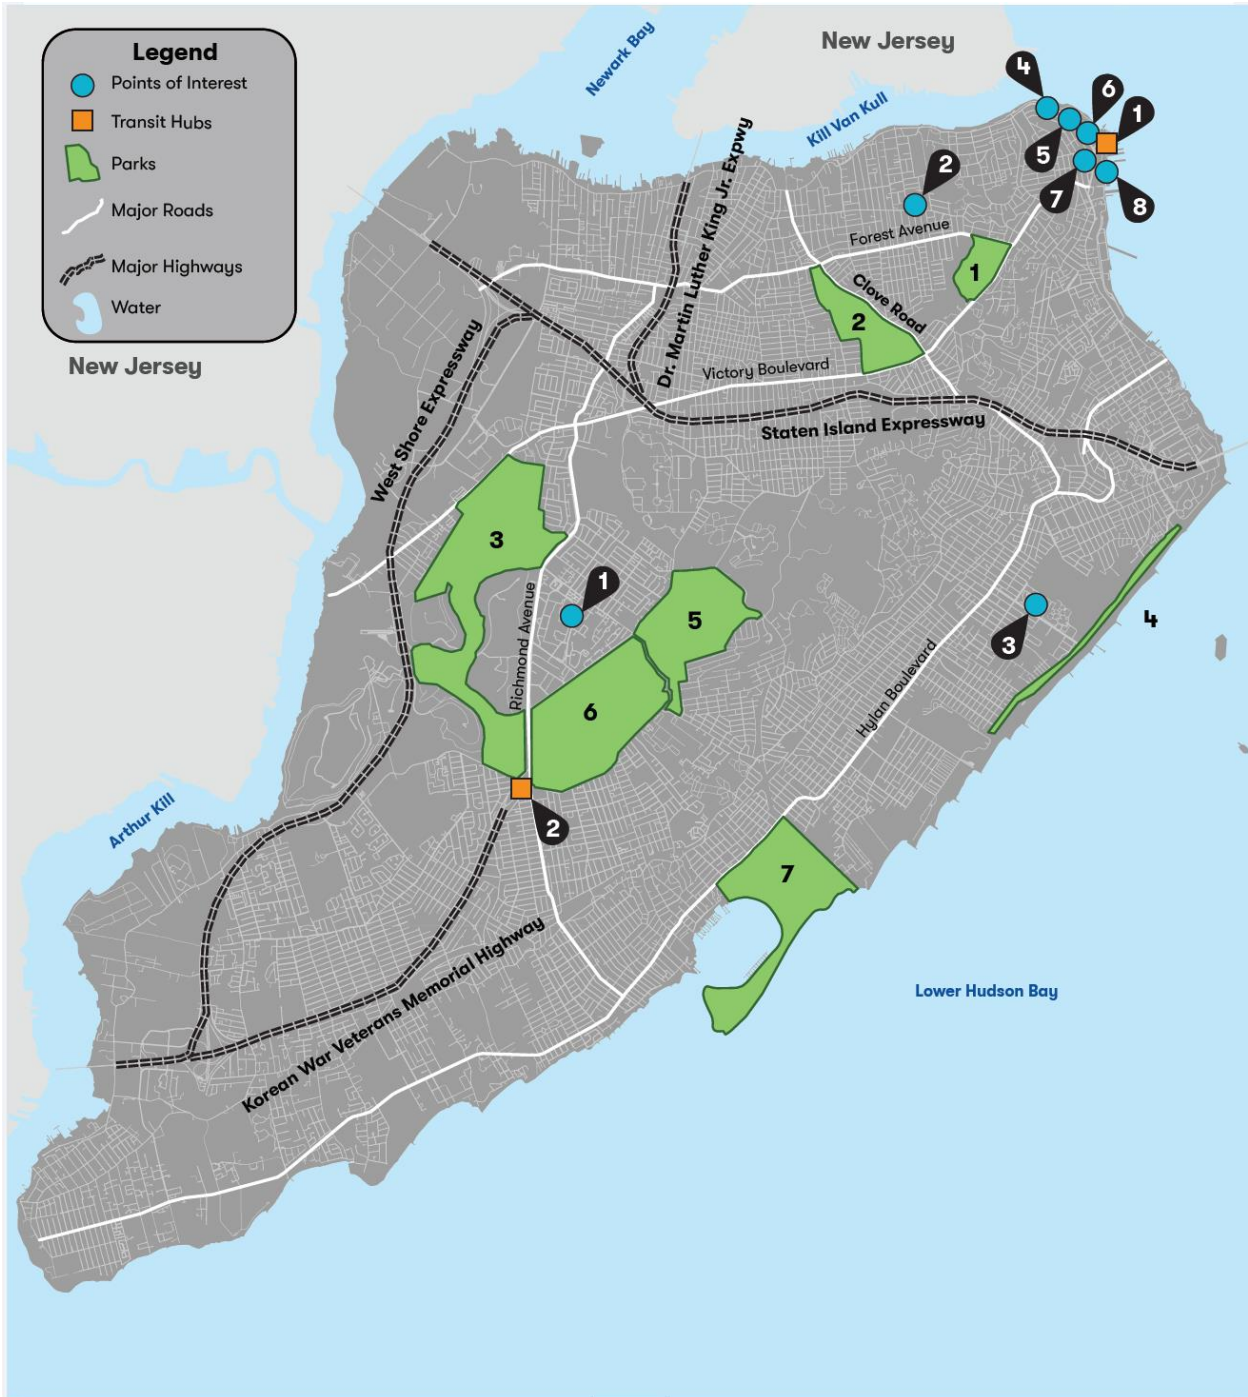 Legend
Points of Interest
Transit Hubs
Parks
Major Roads
Major Highways
Water
New Jersey
New Jersey
Newark Bay
Kill Van Kull
Dr. Martin Luther King Jr. Expwy
4
6
1
5
2
7
8
Forest Avenue
1
Clove Road
2
Victory Boulevard
West Shore Expressway
Staten Island Expressway
3
1
5
4
3
Richmond Avenue
Hylan Boulevard
6
Arthur Kill
2
7
Korean War Veterans Memorial Highway
Lower Hudson Bay